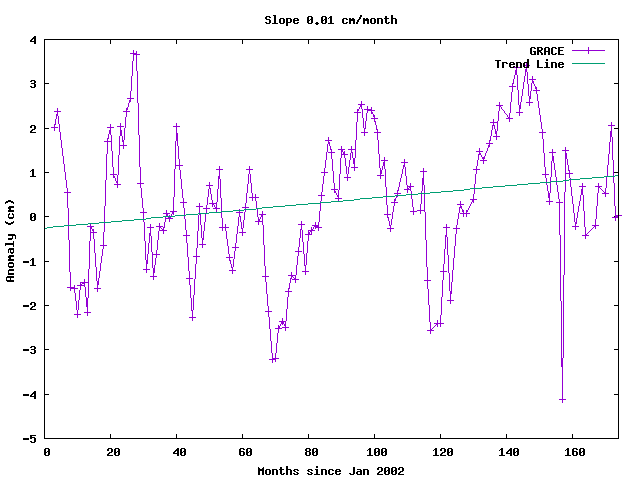 Slope 0.01 cm/month
GRACE
Trend Line
4
3
2
1
0
-1
-2
-3
-4
-5
Anomaly (cm)
0 20 40 60 80 100 120 140 160
Months since Jan 2002